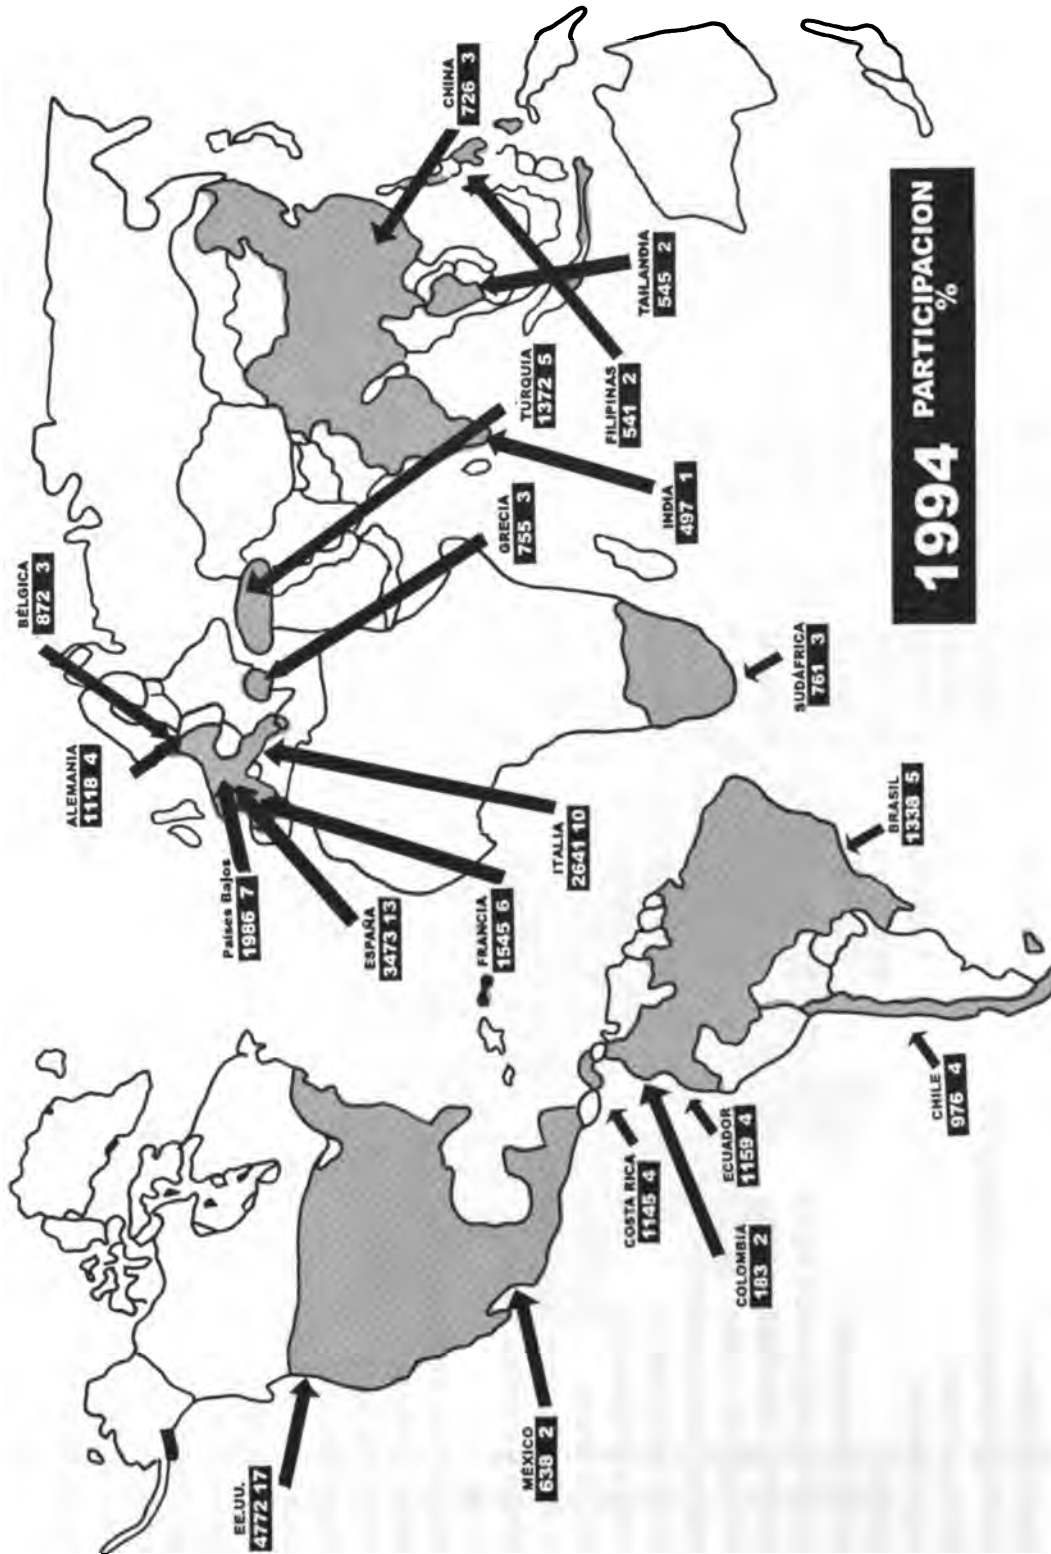 BÉLGICA
872 3
ALEMANIA
1118 4
Países Bajos
1986 7
ESPAÑA
3473 13
FRANCIA
1545 6
ITALIA
2641 10
GRECIA
755 3
TURQUIA
1372 5
CHINA
726 3
TAILANDIA
545 2
FILIPINAS
541 2
INDIA
497 1
SUDÁFRICA
761 3
EE.UU.
4772 17
MÉXICO
638 2
COSTA RICA
1145 4
COLOMBIA
183 2
ECUADOR
1159 4
BRASIL
1338 5
CHILE
976 4
1994 PARTICIPACION
%